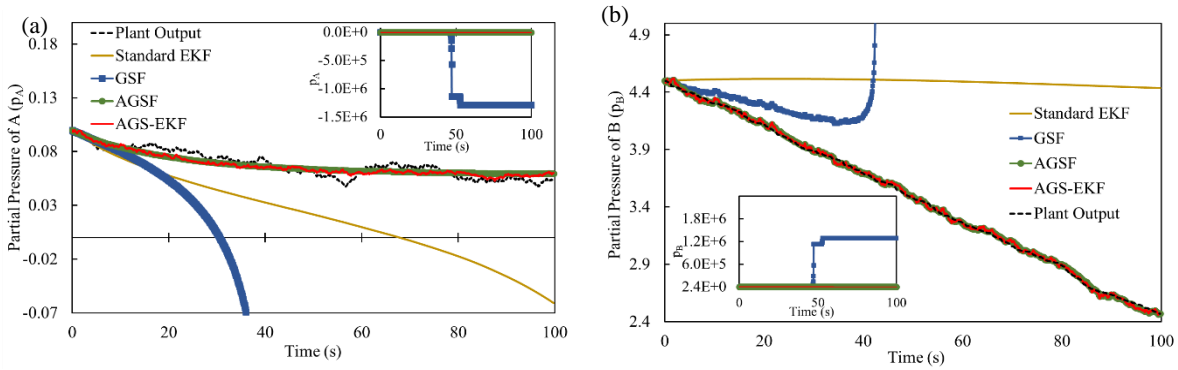 (a)
Partial Pressure of A (pA)
0.18
0.13
0.08
0.03
-0.02
-0.07
Plant Output
Standard EKF
GSF
AGSF
AGS-EKF
pA
0.0E+0
-5.0E+5
-1.0E+6
-1.5E+6
0 50 100
Time (s)
0 20 40 60 80 100
Time (s)
(b)
Partial Pressure of B (pB)
4.9
4.4
3.9
3.4
2.9
2.4
Standard EKF
GSF
AGSF
AGS-EKF
Plant Output
pB
1.8E+6
1.2E+6
6.0E+5
2.4E+0
0 50 100
Time (s)
0 20 40 60 80 100
Time (s)